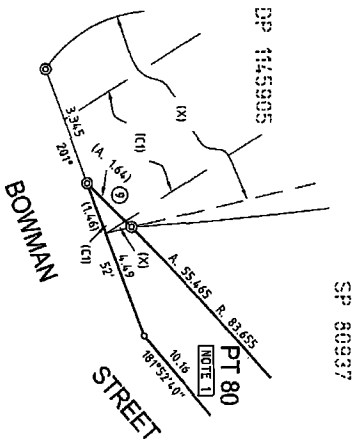 DP 1145905
SP 80937
(X)
(C1)
3.345
201°
(A. 1.64)
9
(1.46)
(C1)
52'
4.49
(X)
A. 55.465
R. 83.655
PT 80
NOTE 1
10.16
181°52'40"
BOWMAN
STREET